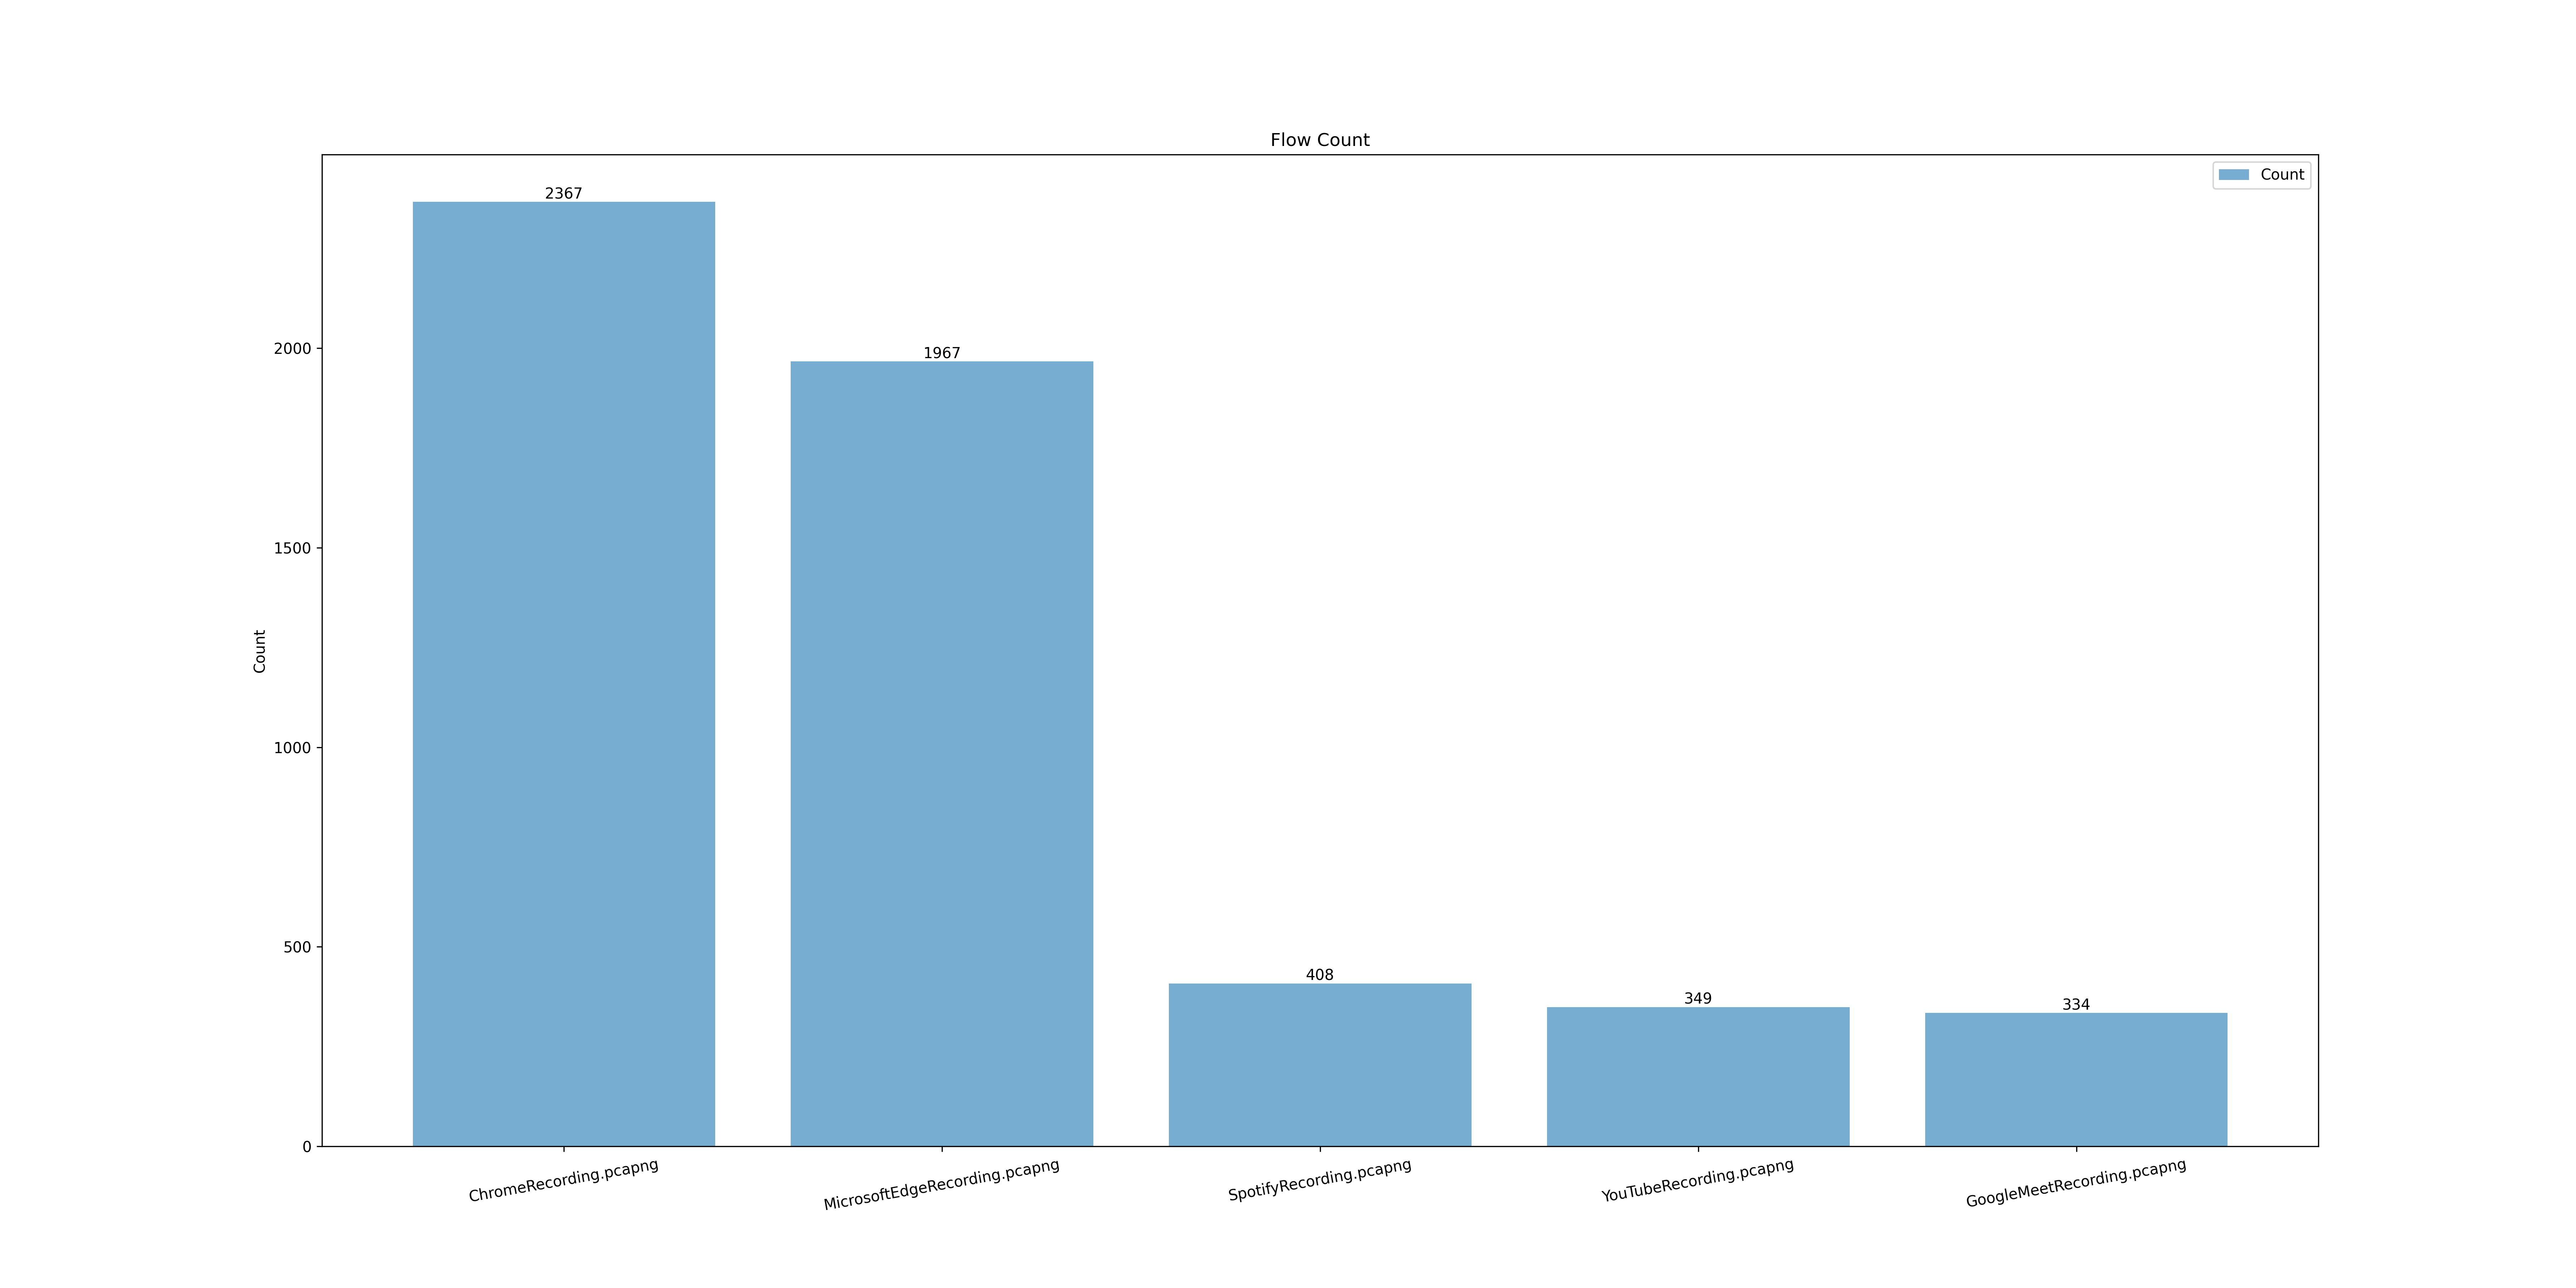 Flow Count
Count
2367
2000
1967
1500
Count
1000
500
408
349
334
0
ChromeRecording.pcapng
MicrosoftEdgeRecording.pcapng
SpotifyRecording.pcapng
YouTubeRecording.pcapng
GoogleMeetRecording.pcapng